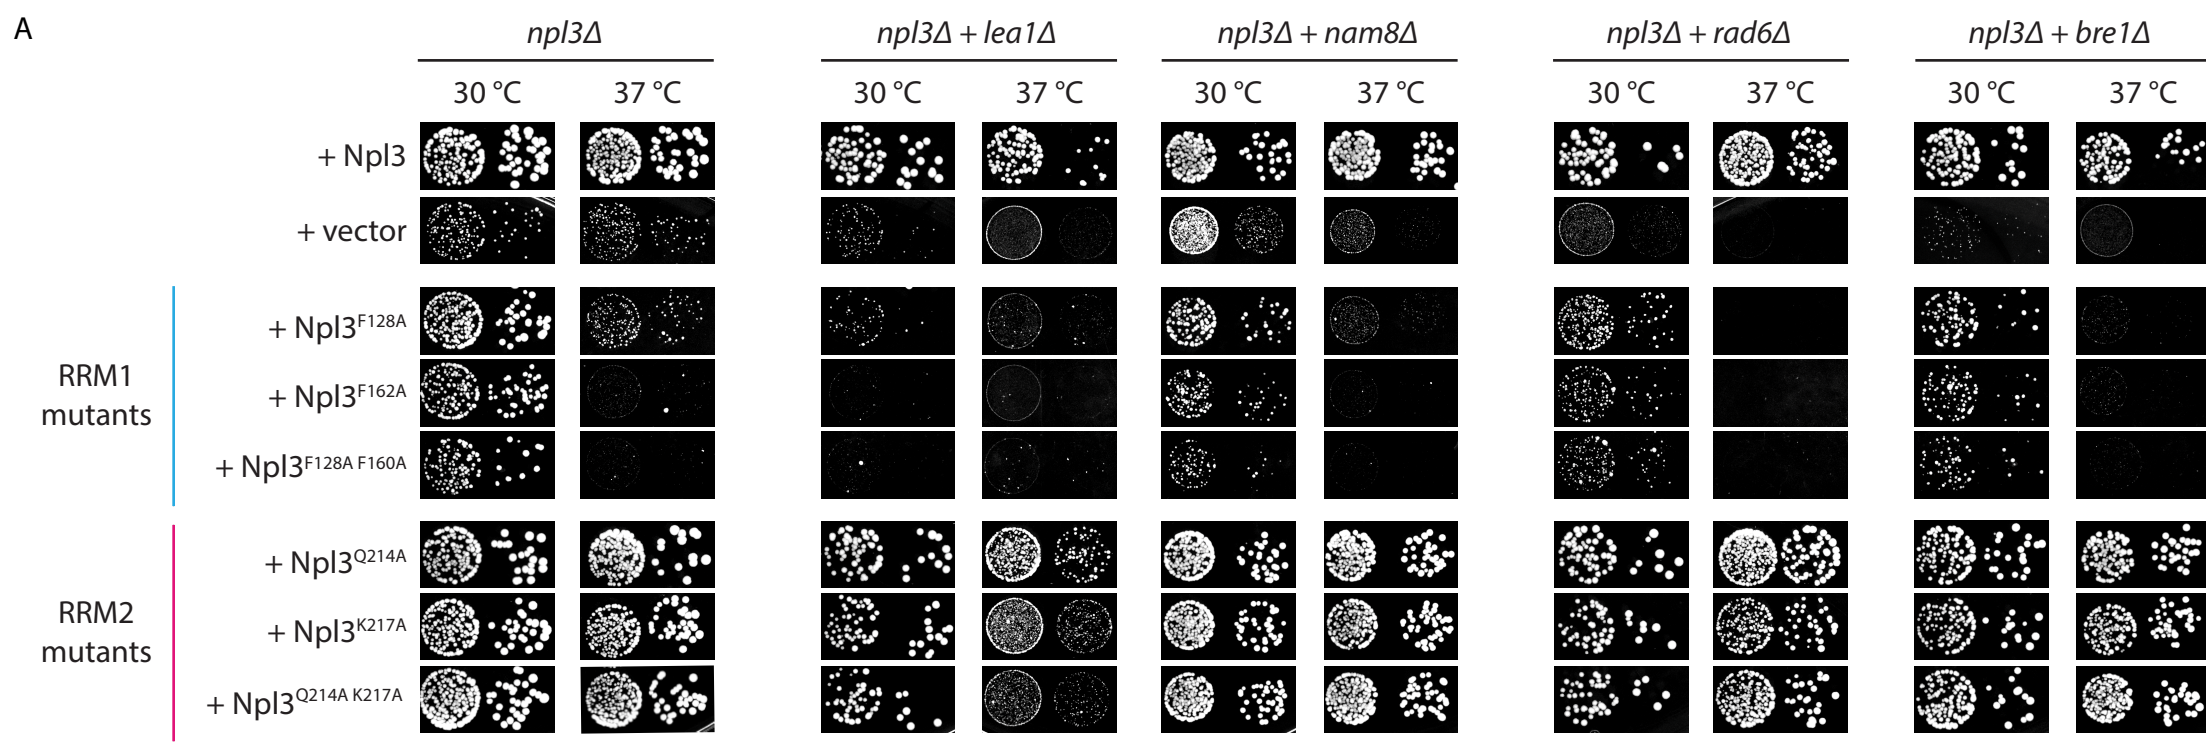 A
npl3Δ
npl3Δ + lea1Δ
npl3Δ + nam8Δ
npl3Δ + rad6Δ
npl3Δ + bre1Δ
30 °C 37 °C 30 °C 37 °C 30 °C 37 °C 30 °C 37 °C 30 °C 37 °C
+ Npl3
+ vector
RRM1
mutants
+ Npl3F128A
+ Npl3F162A
+ Npl3F128A F160A
RRM2
mutants
+ Npl3Q214A
+ Npl3K217A
+ Npl3Q214A K217A